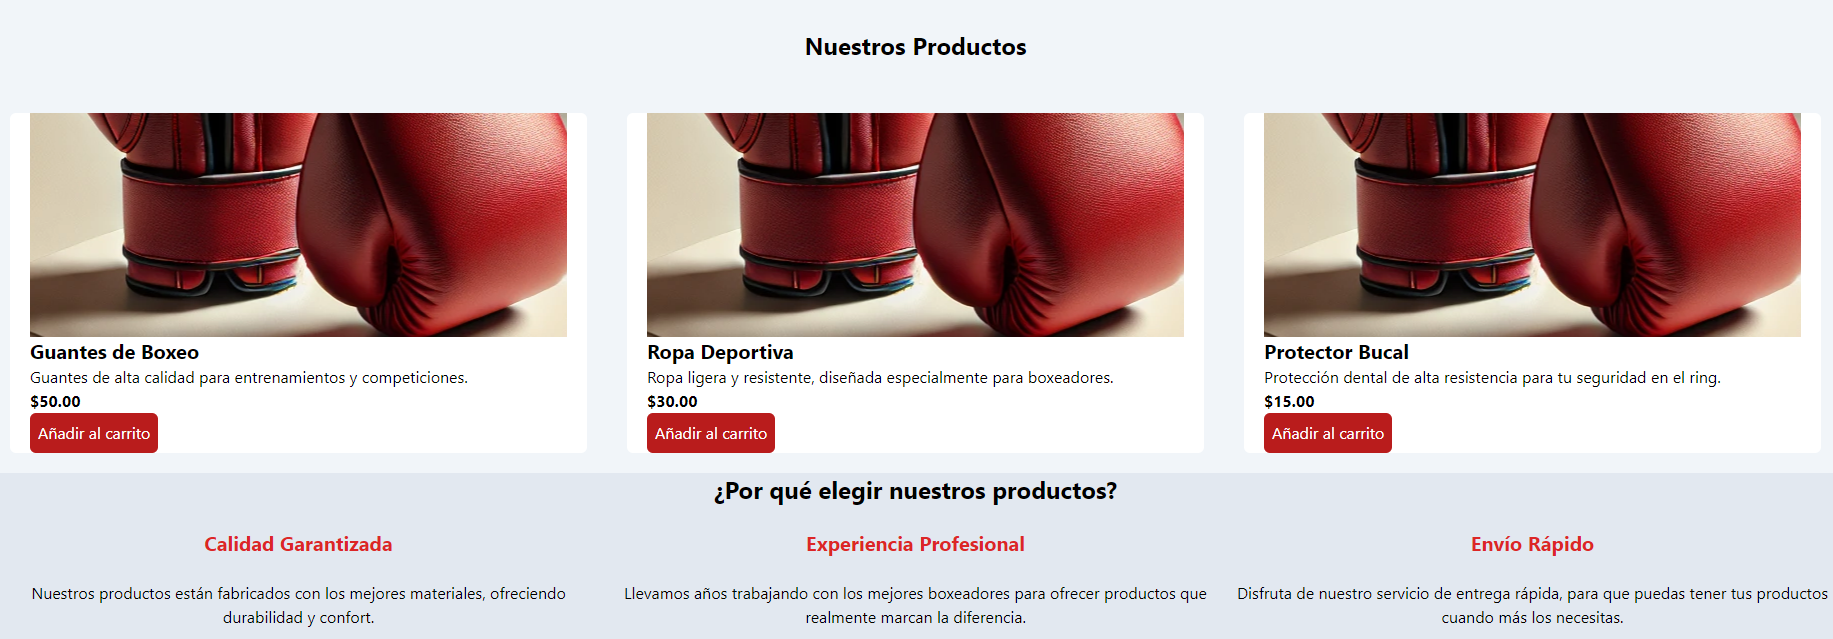 Nuestros Productos
Guantes de Boxeo
Guantes de alta calidad para entrenamientos y competiciones.
$50.00
Añadir al carrito
Ropa Deportiva
Ropa ligera y resistente, diseñada especialmente para boxeadores.
$30.00
Añadir al carrito
Protector Bucal
Protección dental de alta resistencia para tu seguridad en el ring.
$15.00
Añadir al carrito
¿Por qué elegir nuestros productos?
Calidad Garantizada
Nuestros productos están fabricados con los mejores materiales, ofreciendo
durabilidad y confort.
Experiencia Profesional
Llevamos años trabajando con los mejores boxeadores para ofrecer productos que
realmente marcan la diferencia.
Envío Rápido
Disfruta de nuestro servicio de entrega rápida, para que puedas tener tus productos
cuando más los necesitas.